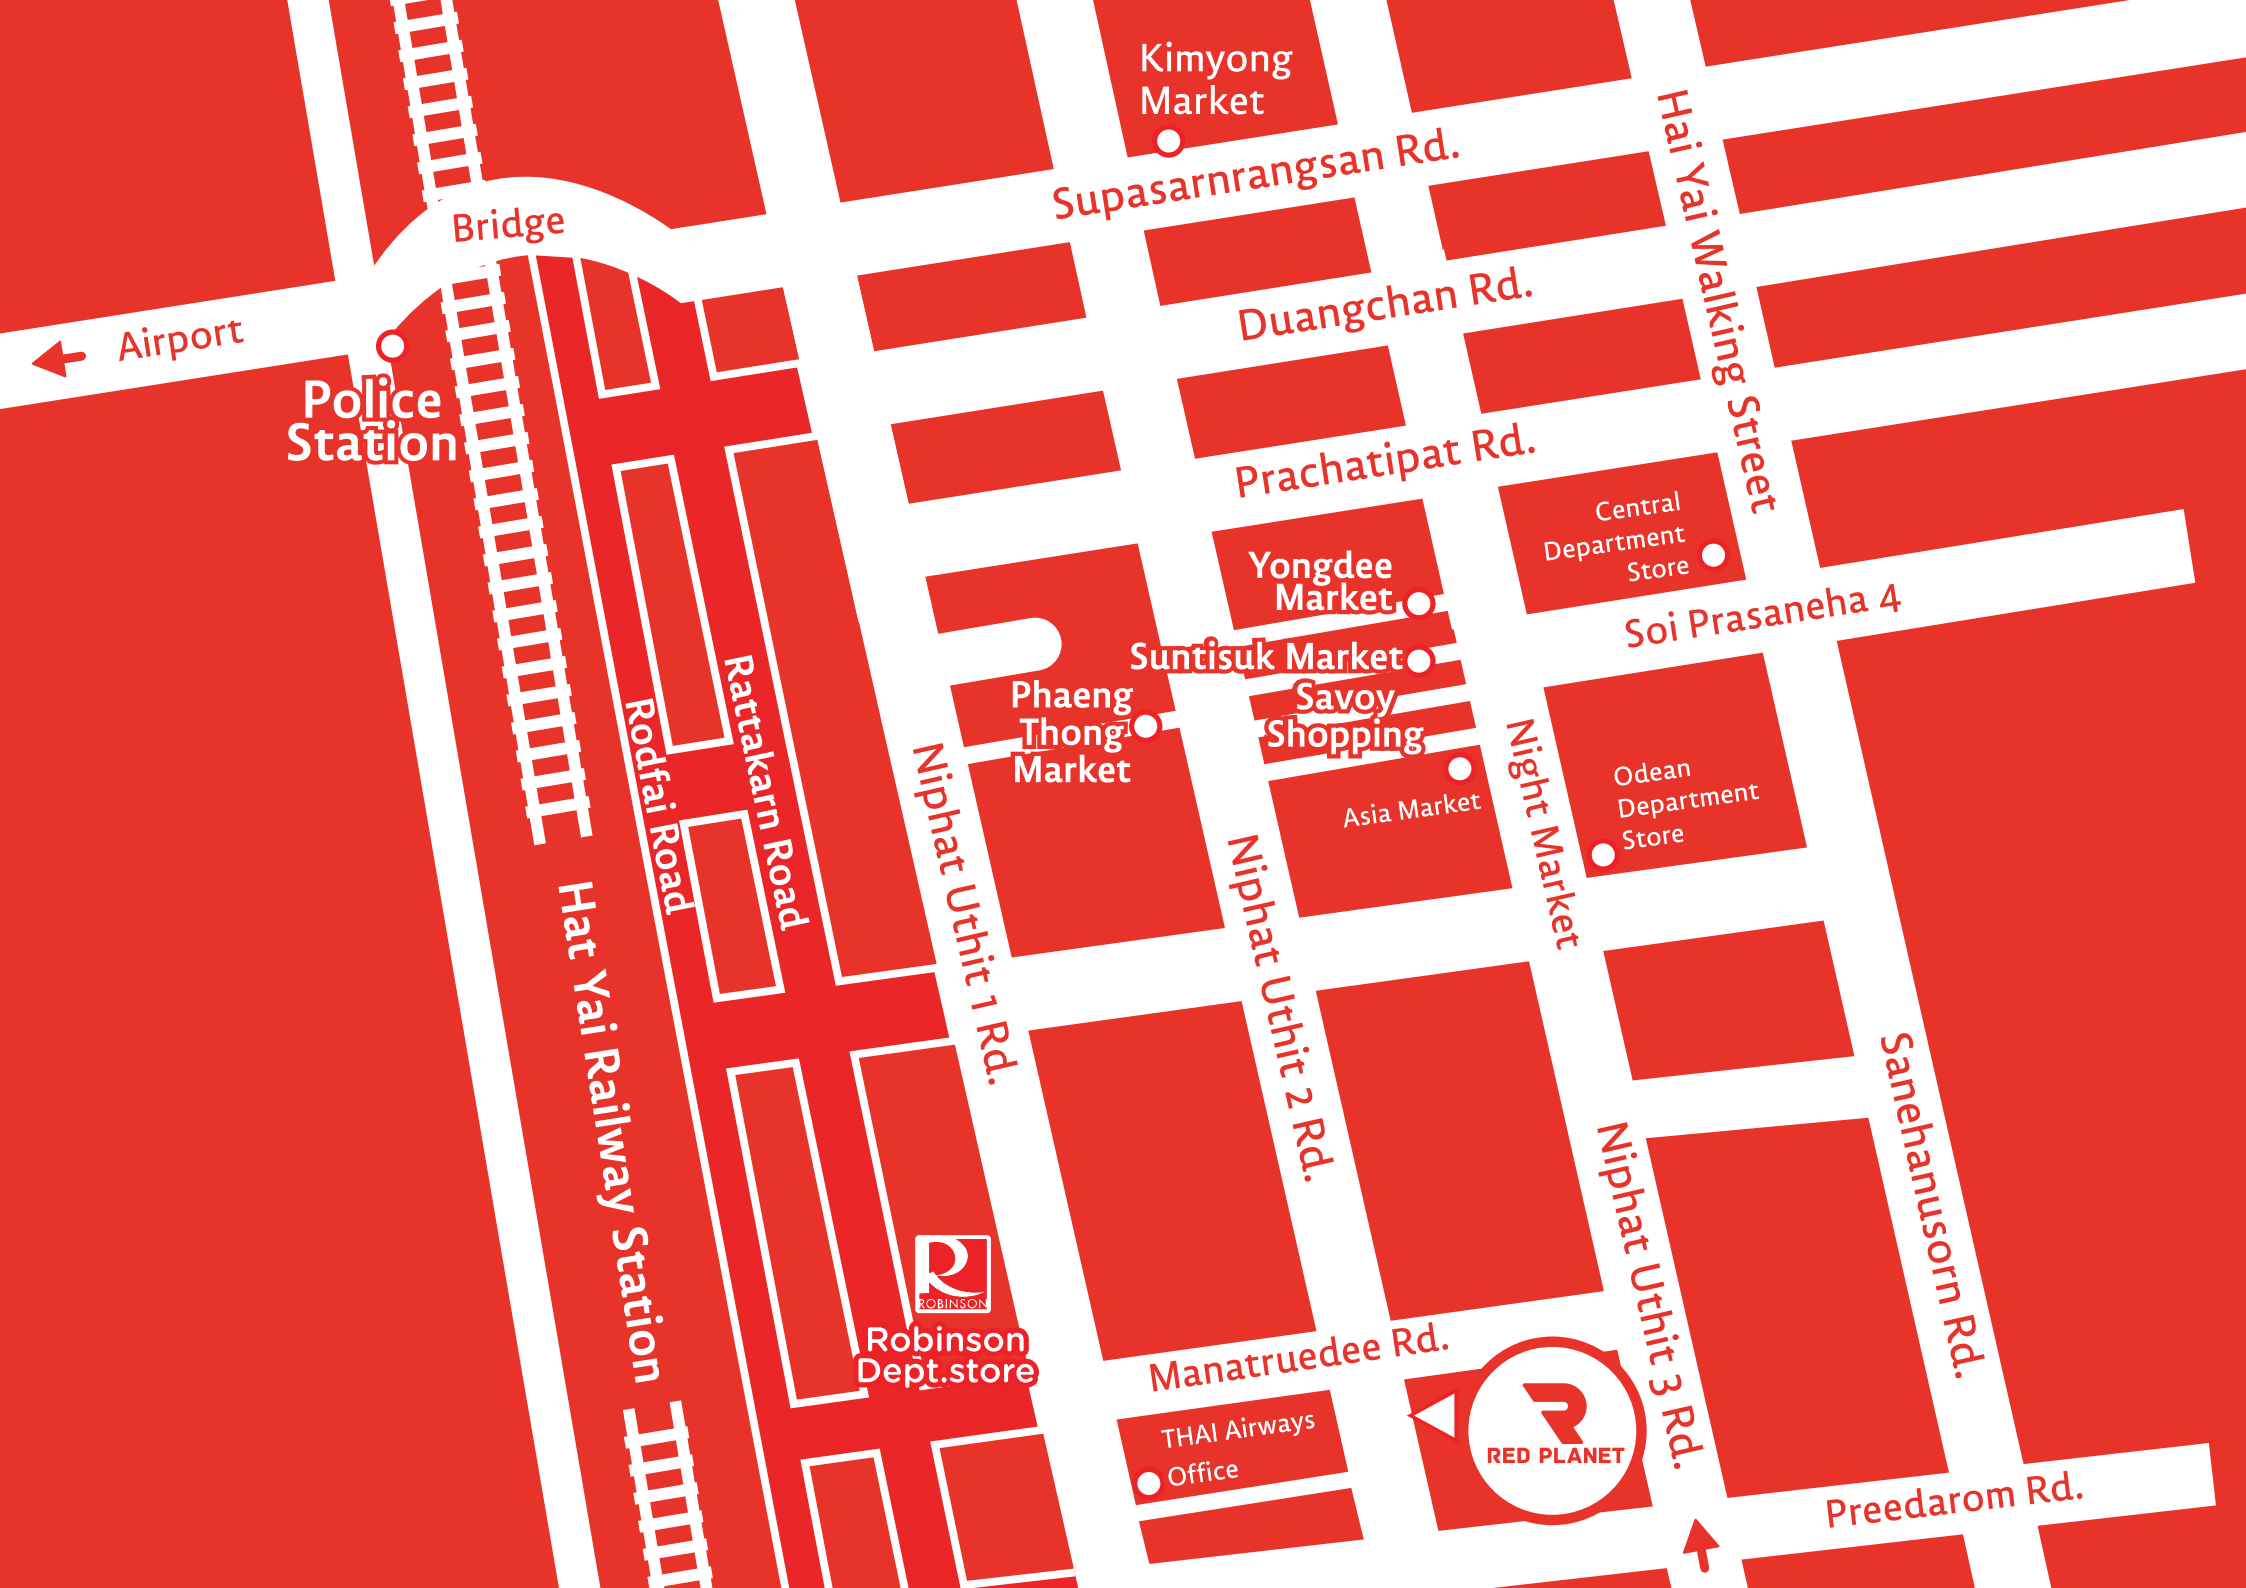 Kimyong
Market
Supasarnrangsan Rd.
Hai Yai Walking Street
Bridge
Airport
Duangchan Rd.
Police
Station
Prachatipat Rd.
Central
Department
Store
Yongdee
Market
Soi Prasaneha 4
Suntisuk Market
Phaeng
Thong
Market
Savoy
Shopping
Rattakarn Road
Rodfai Road
Niphat Uthit 1 Rd.
Night Market
Odean
Department
Store
Asia Market
Niphat Uthit 2 Rd.
Hat Yai Railway Station
Sanehanusorn Rd.
Niphat Uthit 3 Rd.
ROBINSON
Robinson
Dept.store
Manatruedee Rd.
THAI Airways
Office
RED PLANET
Preedarom Rd.